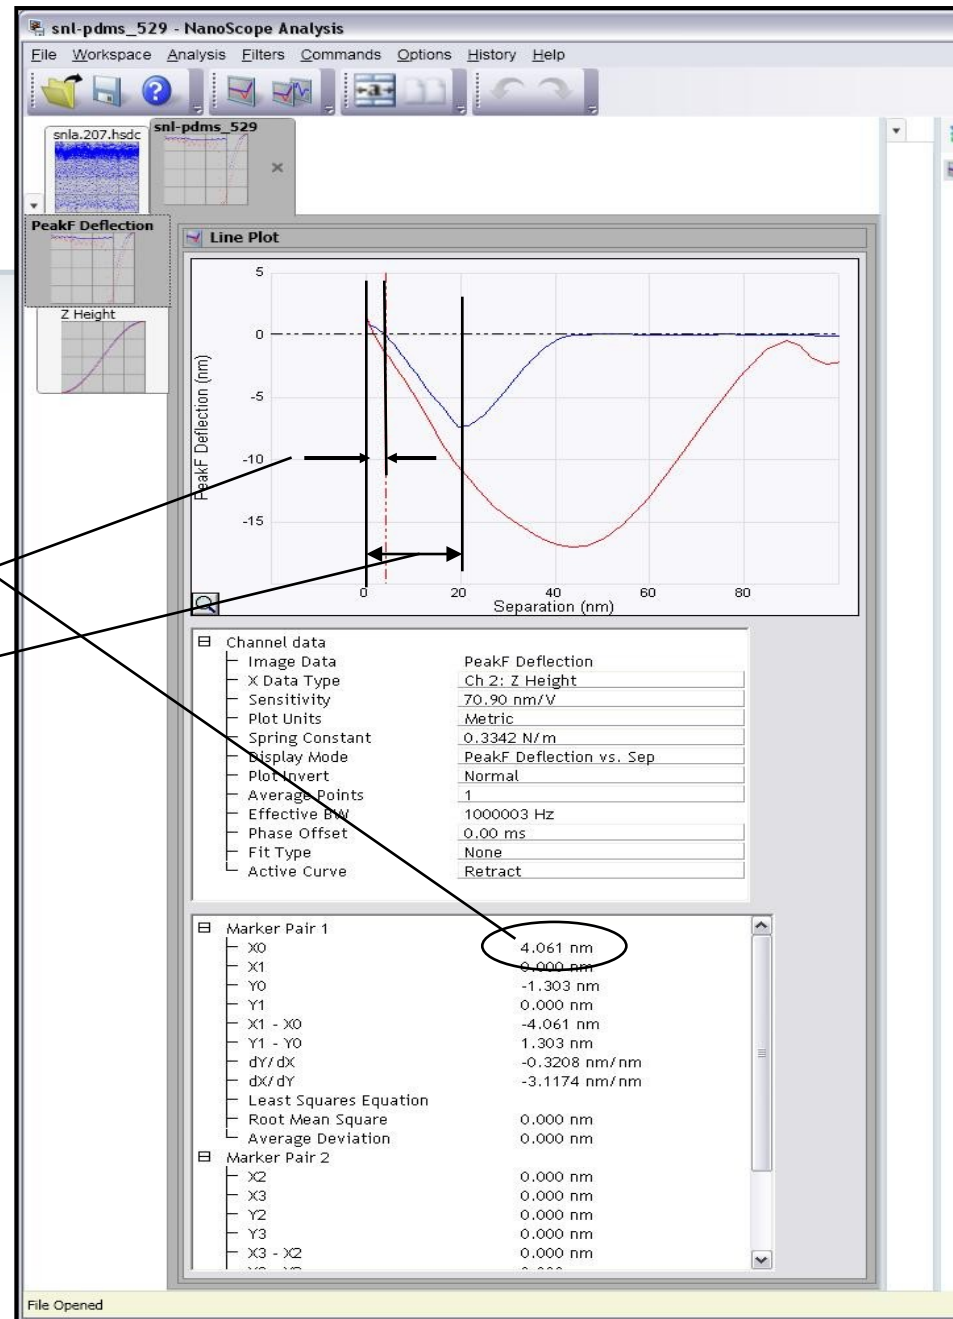 snl-pdms_529 - NanoScope Analysis
File Workspace Analysis Filters Commands Options History Help
a
snla.207.hsdc
snl-pdms_529
PeakF Deflection
Z Height
Line Plot
5
0
-5
-10
-15
PeakF Deflection (nm)
0 20 40 60 80
Separation (nm)
Channel data
Image Data PeakF Deflection
X Data Type Ch 2: Z Height
Sensitivity 70.90 nm/V
Plot Units Metric
Spring Constant 0.3342 N/m
Display Mode PeakF Deflection vs. Sep
Plot Invert Normal
Average Points 1
Effective BW 1000003 Hz
Phase Offset 0.00 ms
Fit Type None
Active Curve Retract
Marker Pair 1
X0 4.061 nm
X1 0.000 nm
Y0 -1.303 nm
Y1 0.000 nm
X1 - X0 -4.061 nm
Y1 - Y0 1.303 nm
dY/dX -0.3208 nm/nm
dX/dY -3.1174 nm/nm
Least Squares Equation
Root Mean Square 0.000 nm
Average Deviation 0.000 nm
Marker Pair 2
X2 0.000 nm
X3 0.000 nm
Y2 0.000 nm
Y3 0.000 nm
X3 - X2 0.000 nm
File Opened